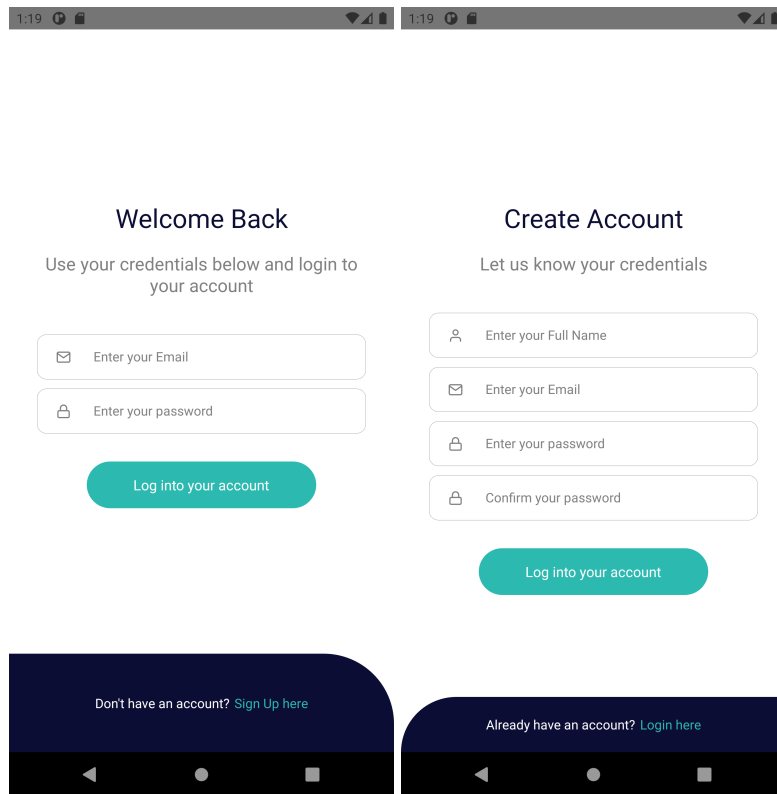 1:19
Welcome Back
Use your credentials below and login to
your account
Enter your Email
Enter your password
Log into your account
Don't have an account? Sign Up here
1:19
Create Account
Let us know your credentials
Enter your Full Name
Enter your Email
Enter your password
Confirm your password
Log into your account
Already have an account? Login here